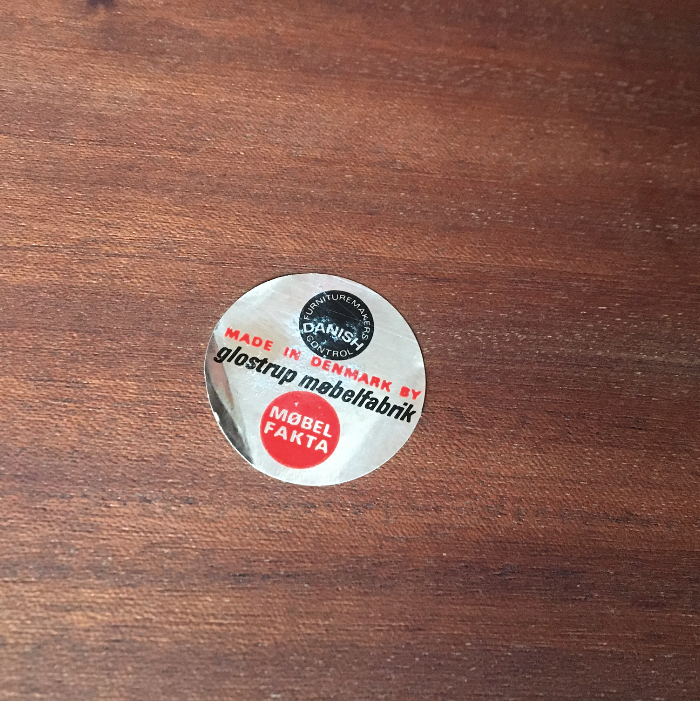 FURNITUREMAKERS
DANISH
CONTROL
MADE IN DENMARK BY
glostrup møbelfabrik
MØBEL
FAKTA